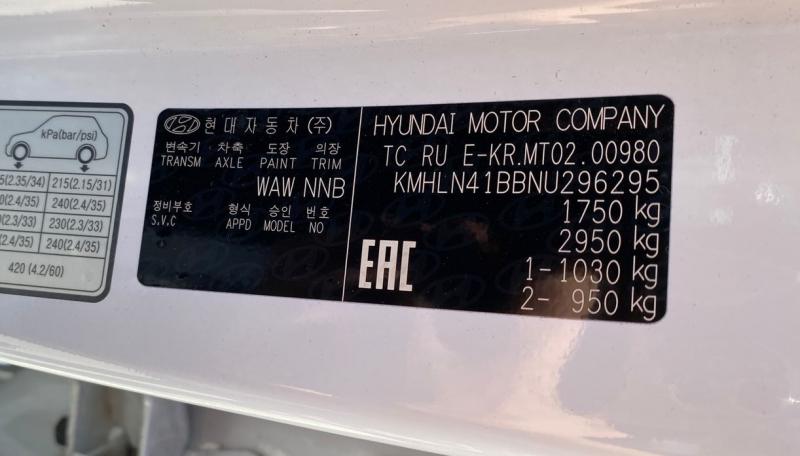 kPa(bar/psi)
5(2.35/34) 215(2.15/31)
0(2.4/35) 240(2.4/35)
0(2.3/33) 230(2.3/33)
(2.4/35) 240(2.4/35)
420 (4.2/60)
현대자동차(주)
변속기 차축 도장 의장
TRANSM AXLE PAINT TRIM
WAW NNB
정비부호 형식 승인 번호
S.V.C APPD MODEL NO
HYUNDAI MOTOR COMPANY
TC RU E-KR.MT02.00980
KMHLN41BBNU296295
1750 kg
2950 kg
EAC 1- 1030 kg
2- 950 kg